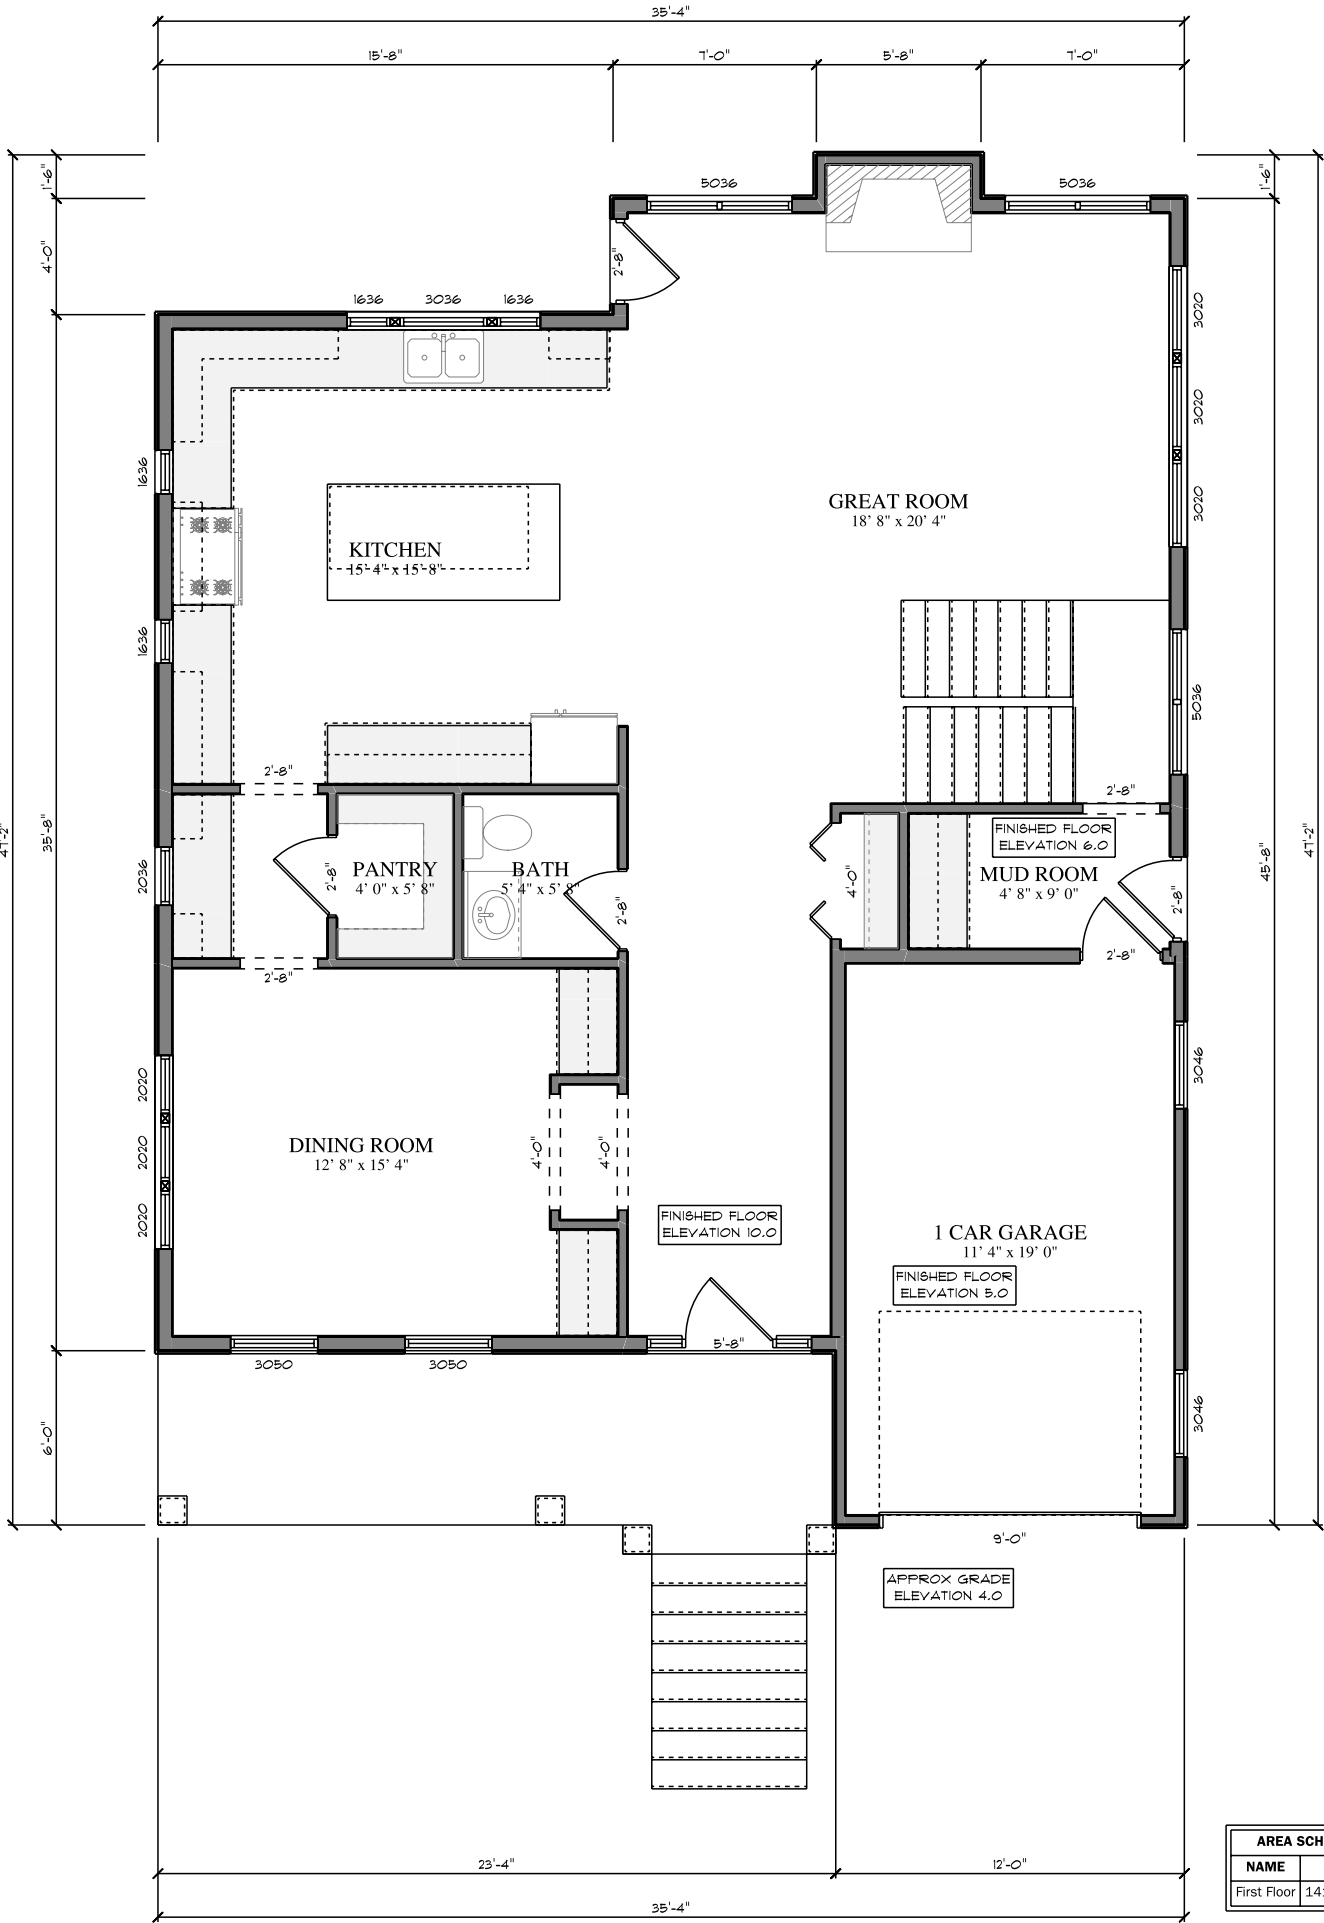 35'-4"
15'-8"
7'-0"
5'-8"
7'-0"
1'-6"
5036
5036
1'-6"
4'-0"
2'-8"
1636
3036
1636
3020
3020
3020
1636
GREAT ROOM
18' 8" x 20' 4"
KITCHEN
15' 4" x 15' 8"
1636
5036
2'-8"
2'-8"
47'-2"
35'-8"
FINISHED FLOOR
ELEVATION 6.0
2036
PANTRY
4' 0" x 5' 8"
2'-8"
BATH
5' 4" x 5' 8"
2'-8"
4'-0"
MUD ROOM
4' 8" x 9' 0"
2'-8"
45'-8"
47'-2"
2'-8"
2'-8"
3046
2020
2020
2020
DINING ROOM
12' 8" x 15' 4"
4'-0"
4'-0"
FINISHED FLOOR
ELEVATION 10.0
1 CAR GARAGE
11' 4" x 19' 0"
FINISHED FLOOR
ELEVATION 5.0
5'-8"
3050
3050
3046
6'-0"
9'-0"
APPROX GRADE
ELEVATION 4.0
23'-4"
12'-0"
35'-4"
AREA SCH
NAME
First Floor